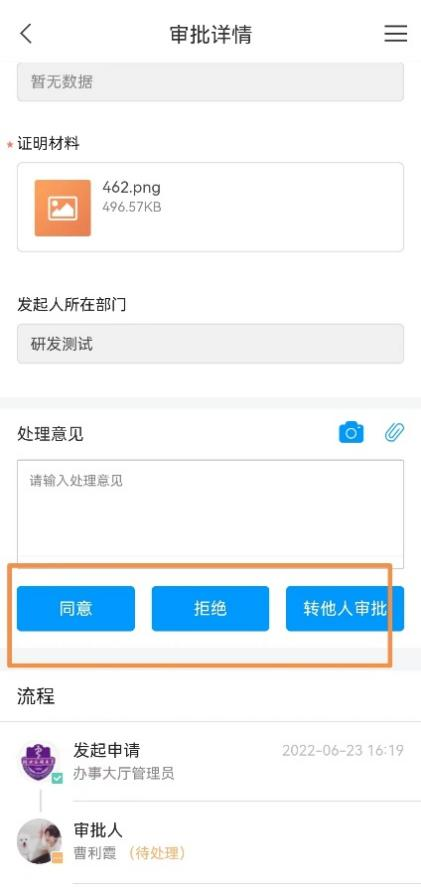 审批详情
暂无数据
* 证明材料
462.png
496.57KB
发起人所在部门
研发测试
处理意见
请输入处理意见
同意 拒绝 转他人审批
流程
发起申请 2022-06-23 16:19
办事大厅管理员
审批人
曹利霞 （待处理）